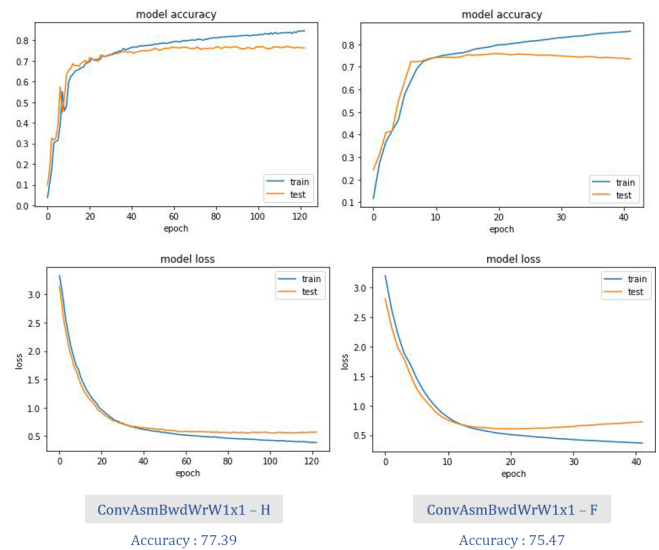 model accuracy
0.8
0.7
0.6
0.5
0.4
0.3
0.2
0.1
0.0
train
test
0 20 40 60 80 100 120
epoch
model accuracy
0.8
0.7
0.6
0.5
0.4
0.3
0.2
0.1
train
test
0 10 20 30 40
epoch
model loss
train
test
3.0
2.5
2.0
1.5
1.0
0.5
loss
0 20 40 60 80 100 120
epoch
model loss
train
test
3.0
2.5
2.0
1.5
1.0
0.5
loss
0 10 20 30 40
epoch
ConvAsmBwdWrW1x1 – H
ConvAsmBwdWrW1x1 – F
Accuracy : 77.39
Accuracy : 75.47